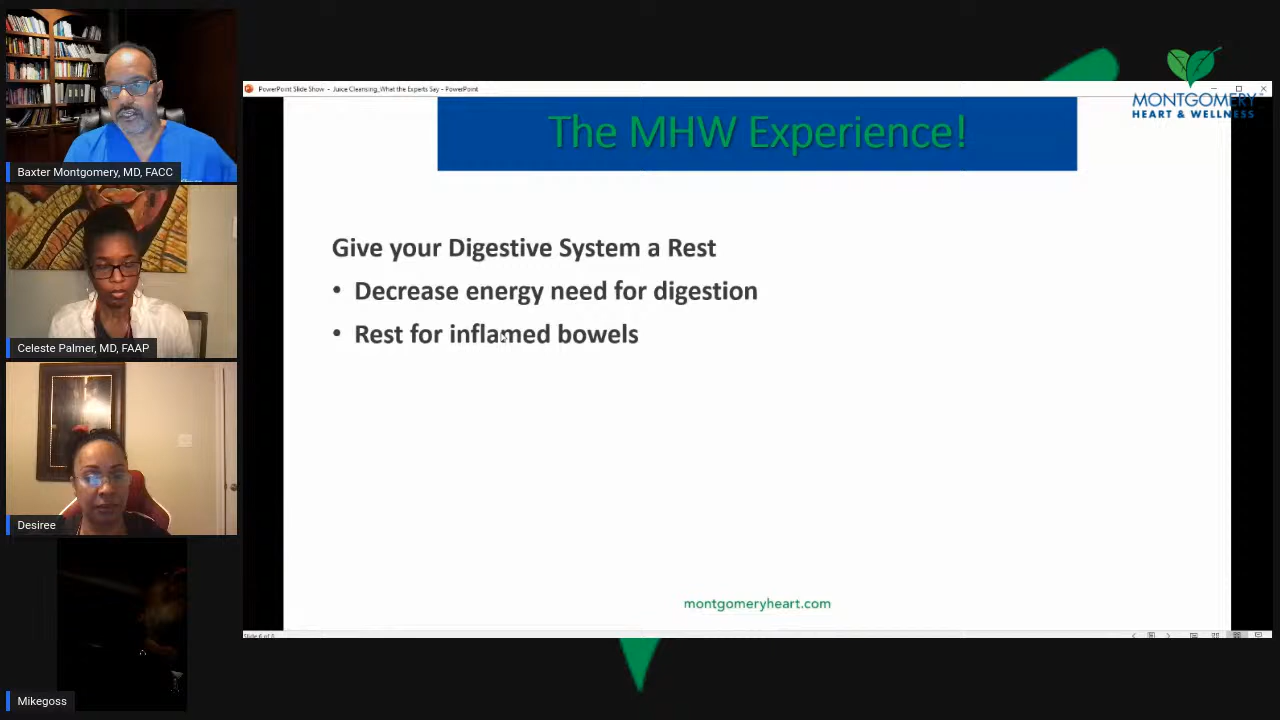 Baxter Montgomery, MD, FACC
Celeste Palmer, MD, FAAP
Desiree
Mikegoss
PowerPoint Slide Show - Juice Cleansing_What the Experts Say - PowerPoint
MONTGOMERY
HEART & WELLNESS
The MHW Experience!
Give your Digestive System a Rest
• Decrease energy need for digestion
• Rest for inflamed bowels
montgomeryheart.com